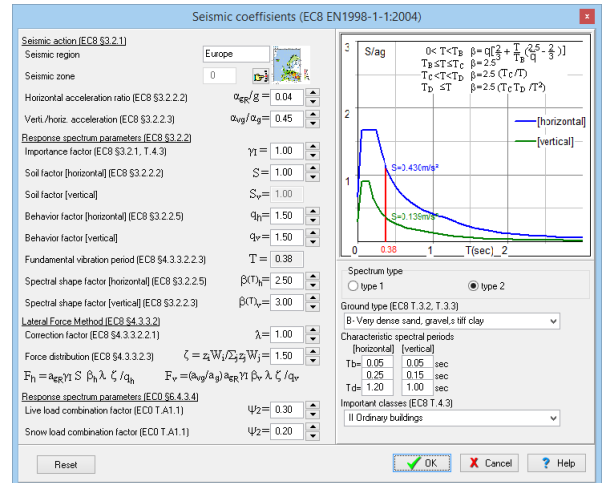 Seismic coeffisients (EC8 EN1998-1-1:2004)
Seismic action (EC8 §3.2.1)
Seismic region Europe
Seismic zone 0
Horizontal acceleration ratio (EC8 §3.2.2.2) αgR/g = 0.04
Verti./horiz. acceleration (EC8 §3.2.2.3) αvg/αg= 0.45
Response spectrum parameters (EC8 §3.2.2)
Importance factor (EC8 §3.2.1, T.4.3) γI = 1.00
Soil factor [horizontal] (EC8 §3.2.2.2) S = 1.00
Soil factor [vertical] Sv= 1.00
Behavior factor [horizontal] (EC8 §3.2.2.5) qh= 1.50
Behavior factor [vertical] qv= 1.50
Fundamental vibration period (EC8 §4.3.3.2.2.3) T = 0.38
Spectral shape factor [horizontal] (EC8 §3.2.2.5) β(T)h= 2.50
Spectral shape factor [vertical] (EC8 §3.2.2.3) β(T)v= 3.00
Lateral Force Method (EC8 §4.3.3.2)
Correction factor (EC8 §4.3.3.2.2.1) λ= 1.00
Force distribution (EC8 §4.3.3.2.3) ζ = ziWi/ΣjzjWj= 1.50
Fh= agRγI S βh λ ζ /qh Fv=(avg/ag)agRγI βv λ ζ/qv
Response spectrum parameters (EC0 §6.4.3.4)
Live load combination factor (EC0 T.A1.1) Ψ2= 0.30
Snow load combination factor (EC0 T.A1.1) Ψ2= 0.20
Reset
3 S/ag 0< T<TB β= q[2/3 + T/TB (2.5/q - 2/3)]
TB≤T≤TC β=2.5
TC<T<TD β=2.5 (TC/T)
TD ≤T β=2.5 (TCTD /T²)
2
[horizontal]
[vertical]
S=0.430m/s²
1
S=0.139m/s²
0 0.38 1 T(sec) 2
Spectrum type
type 1 type 2
Ground type (EC8 T.3.2, T.3.3)
B- Very dense sand, gravel,s tiff clay
Characteristic spectral periods
[horizontal] [vertical]
Tb= 0.05 0.05 sec
0.25 0.15 sec
Td= 1.20 1.00 sec
Important classes (EC8 T.4.3)
II Ordinary buildings
OK Cancel ? Help